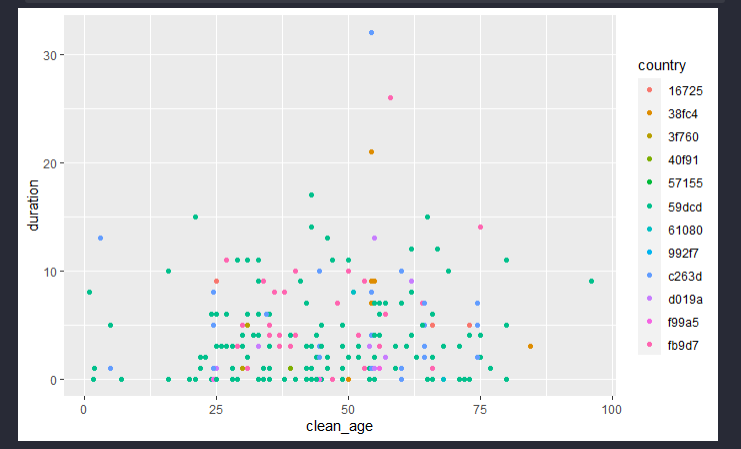 30
20
10
0
duration
0 25 50 75 100
clean_age
country
16725
38fc4
3f760
40f91
57155
59dcd
61080
992f7
c263d
d019a
f99a5
fb9d7